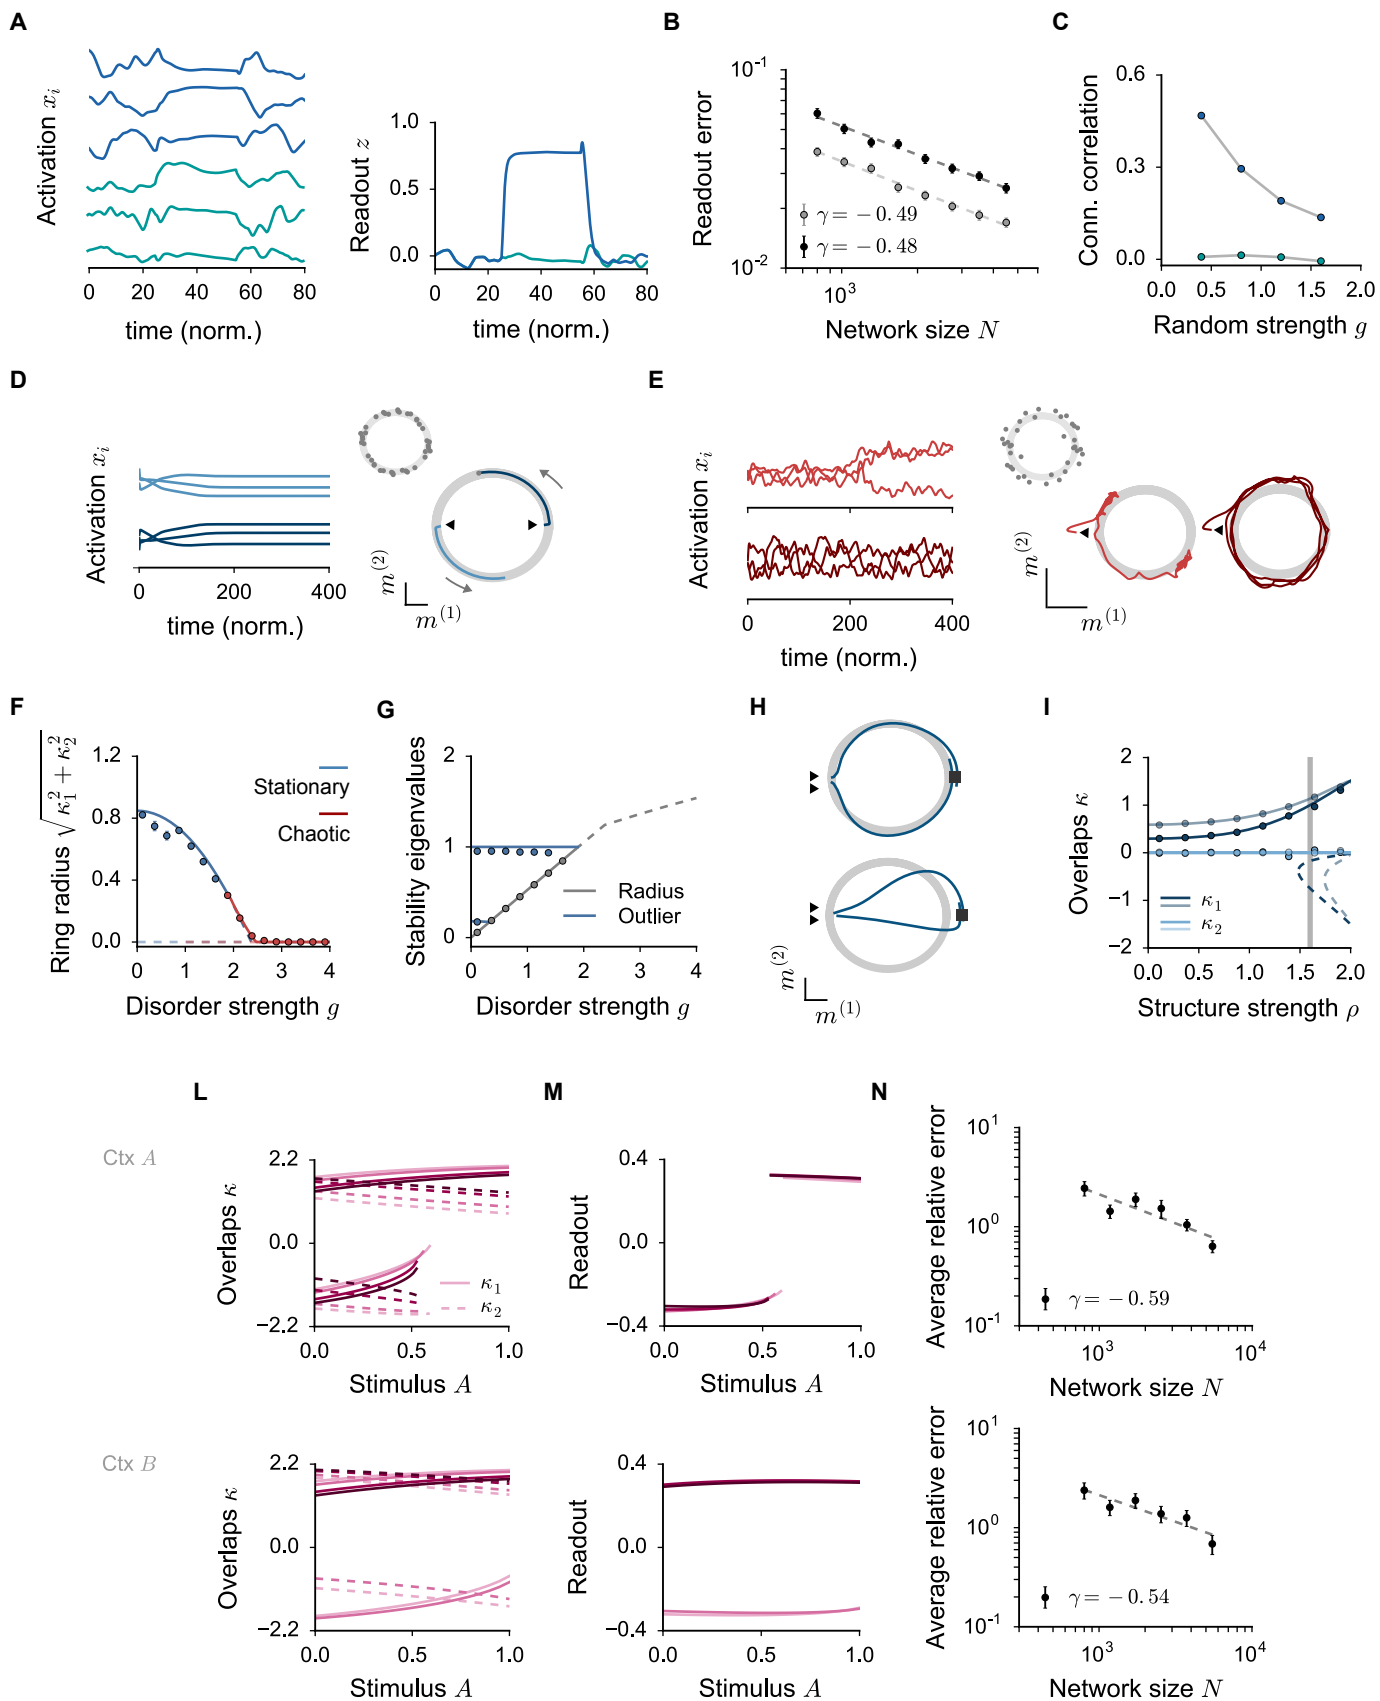 A
B
C
Activation x_i
0 20 40 60 80
time (norm.)
Readout z
1.0
0.5
0.0
0 20 40 60 80
time (norm.)
Readout error
10^{-1}
10^{-2}
γ = −0.49
γ = −0.48
10^3
Network size N
Conn. correlation
0.6
0.3
0.0
0.0 0.4 0.8 1.2 1.6 2.0
Random strength g
D
E
Activation x_i
0 200 400
time (norm.)
m^{(2)}
m^{(1)}
Activation x_i
0 200 400
time (norm.)
m^{(2)}
m^{(1)}
F
G
H
I
Ring radius √κ_1^2 + κ_2^2
1.2
0.8
0.4
0.0
Stationary
Chaotic
0 1 2 3 4
Disorder strength g
Stability eigenvalues
2
1
0
Radius
Outlier
0 1 2 3 4
Disorder strength g
m^{(2)}
m^{(1)}
Overlaps κ
2
1
0
−1
−2
κ_1
κ_2
0.0 0.5 1.0 1.5 2.0
Structure strength ρ
L
M
N
Ctx A
Overlaps κ
2.2
0.0
−2.2
κ_1
κ_2
0.0 0.5 1.0
Stimulus A
Readout
0.4
0.0
−0.4
0.0 0.5 1.0
Stimulus A
Average relative error
10^1
10^0
10^{-1}
γ = −0.59
10^3 10^4
Network size N
Ctx B
Overlaps κ
2.2
0.0
−2.2
0.0 0.5 1.0
Stimulus A
Readout
0.4
0.0
−0.4
0.0 0.5 1.0
Stimulus A
Average relative error
10^1
10^0
10^{-1}
γ = −0.54
10^3 10^4
Network size N